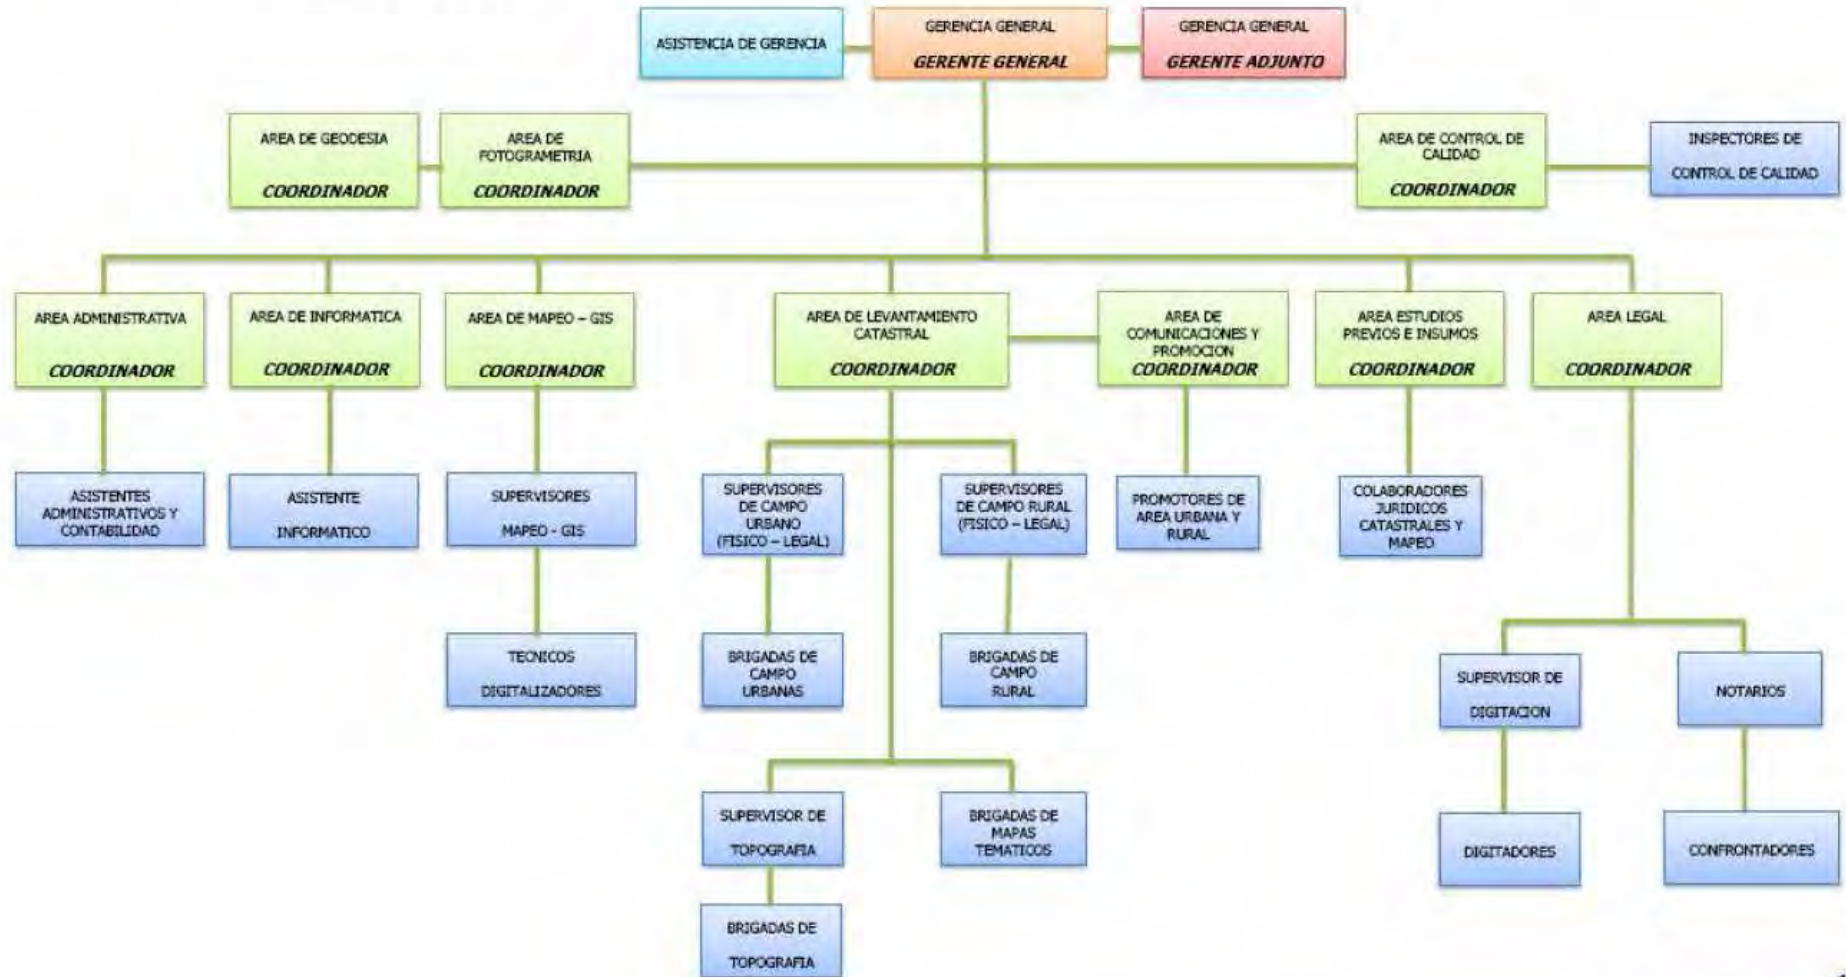 ASISTENCIA DE GERENCIA
GERENCIA GENERAL
GERENTE GENERAL
GERENCIA GENERAL
GERENTE ADJUNTO
AREA DE GEODESIA
COORDINADOR
AREA DE
FOTOGRAMETRIA
COORDINADOR
AREA DE CONTROL DE
CALIDAD
COORDINADOR
INSPECTORES DE
CONTROL DE CALIDAD
AREA ADMINISTRATIVA
COORDINADOR
AREA DE INFORMATICA
COORDINADOR
AREA DE MAPEO – GIS
COORDINADOR
AREA DE LEVANTAMIENTO
CATASTRAL
COORDINADOR
AREA DE
COMUNICACIONES Y
PROMOCION
COORDINADOR
AREA ESTUDIOS
PREVIOS E INSUMOS
COORDINADOR
AREA LEGAL
COORDINADOR
ASISTENTES
ADMINISTRATIVOS Y
CONTABILIDAD
ASISTENTE
INFORMATICO
SUPERVISORES
MAPEO - GIS
SUPERVISORES
DE CAMPO
URBANO
(FISICO – LEGAL)
SUPERVISORES
DE CAMPO RURAL
(FISICO – LEGAL)
PROMOTORES DE
AREA URBANA Y
RURAL
COLABORADORES
JURIDICOS
CATASTRALES Y
MAPEO
TECNICOS
DIGITALIZADORES
BRIGADAS DE
CAMPO
URBANAS
BRIGADAS DE
CAMPO
RURAL
SUPERVISOR DE
DIGITACION
NOTARIOS
SUPERVISOR DE
TOPOGRAFIA
BRIGADAS DE
MAPAS
TEMATICOS
DIGITADORES
CONFRONTADORES
BRIGADAS DE
TOPOGRAFIA